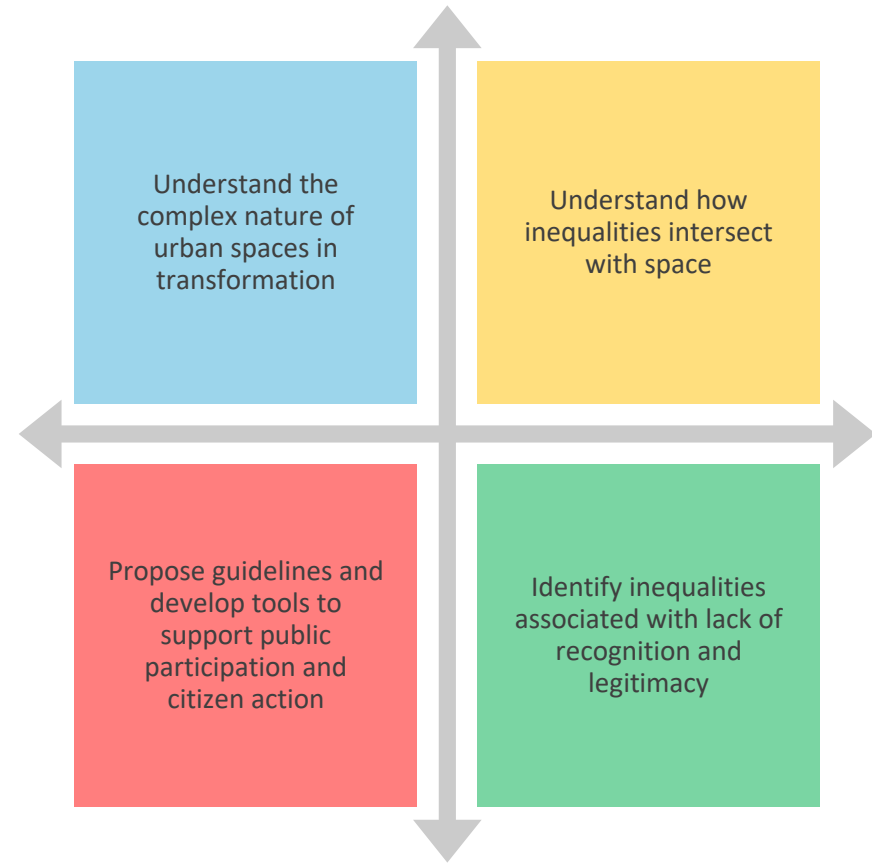 Understand the
complex nature of
urban spaces in
transformation
Understand how
inequalities intersect
with space
Propose guidelines and
develop tools to
support public
participation and
citizen action
Identify inequalities
associated with lack of
recognition and
legitimacy